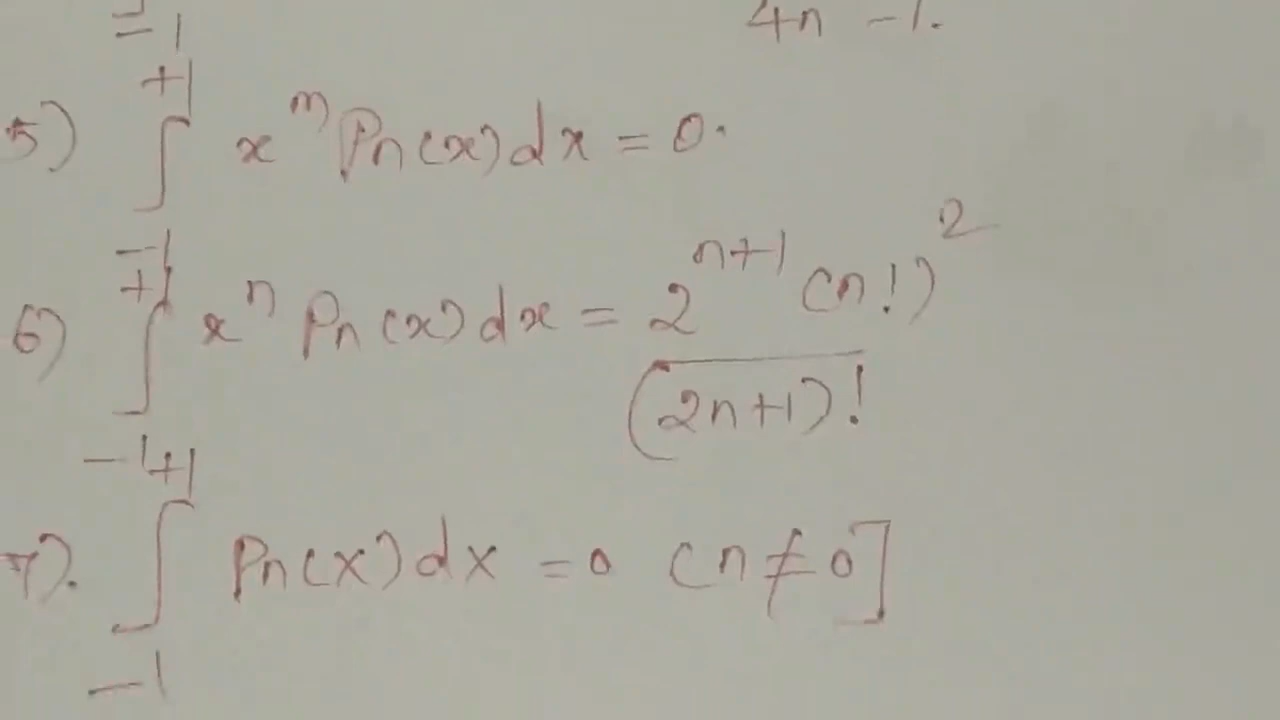 = 1 4n -1.
5) ∫_{-1}^{+1} x^m Pn(x)dx = 0.
6) ∫_{-1}^{+1} x^n Pn(x)dx = 2^{n+1} (n!)^2 / (2n+1)!
7). ∫_{-1}^{+1} Pn(x)dx = 0 (n≠0]